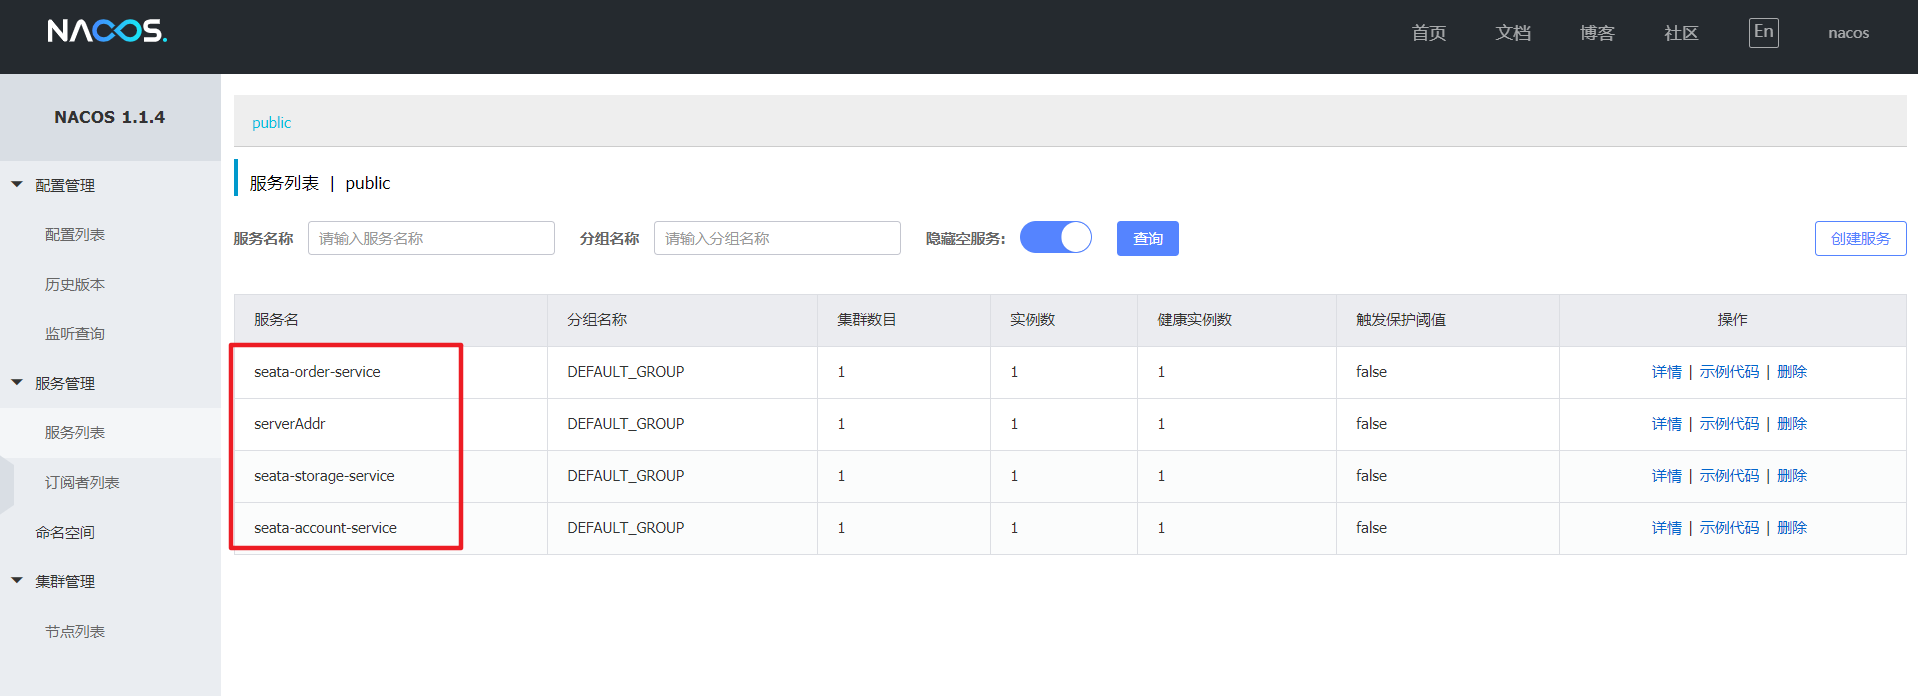 NACOS.
首页 文档 博客 社区 En nacos
NACOS 1.1.4
配置管理
配置列表
历史版本
监听查询
服务管理
服务列表
订阅者列表
命名空间
集群管理
节点列表
public
服务列表 | public
服务名称 请输入服务名称 分组名称 请输入分组名称 隐藏空服务: 查询 创建服务
服务名 分组名称 集群数目 实例数 健康实例数 触发保护阈值 操作
seata-order-service DEFAULT_GROUP 1 1 1 false 详情 | 示例代码 | 删除
serverAddr DEFAULT_GROUP 1 1 1 false 详情 | 示例代码 | 删除
seata-storage-service DEFAULT_GROUP 1 1 1 false 详情 | 示例代码 | 删除
seata-account-service DEFAULT_GROUP 1 1 1 false 详情 | 示例代码 | 删除